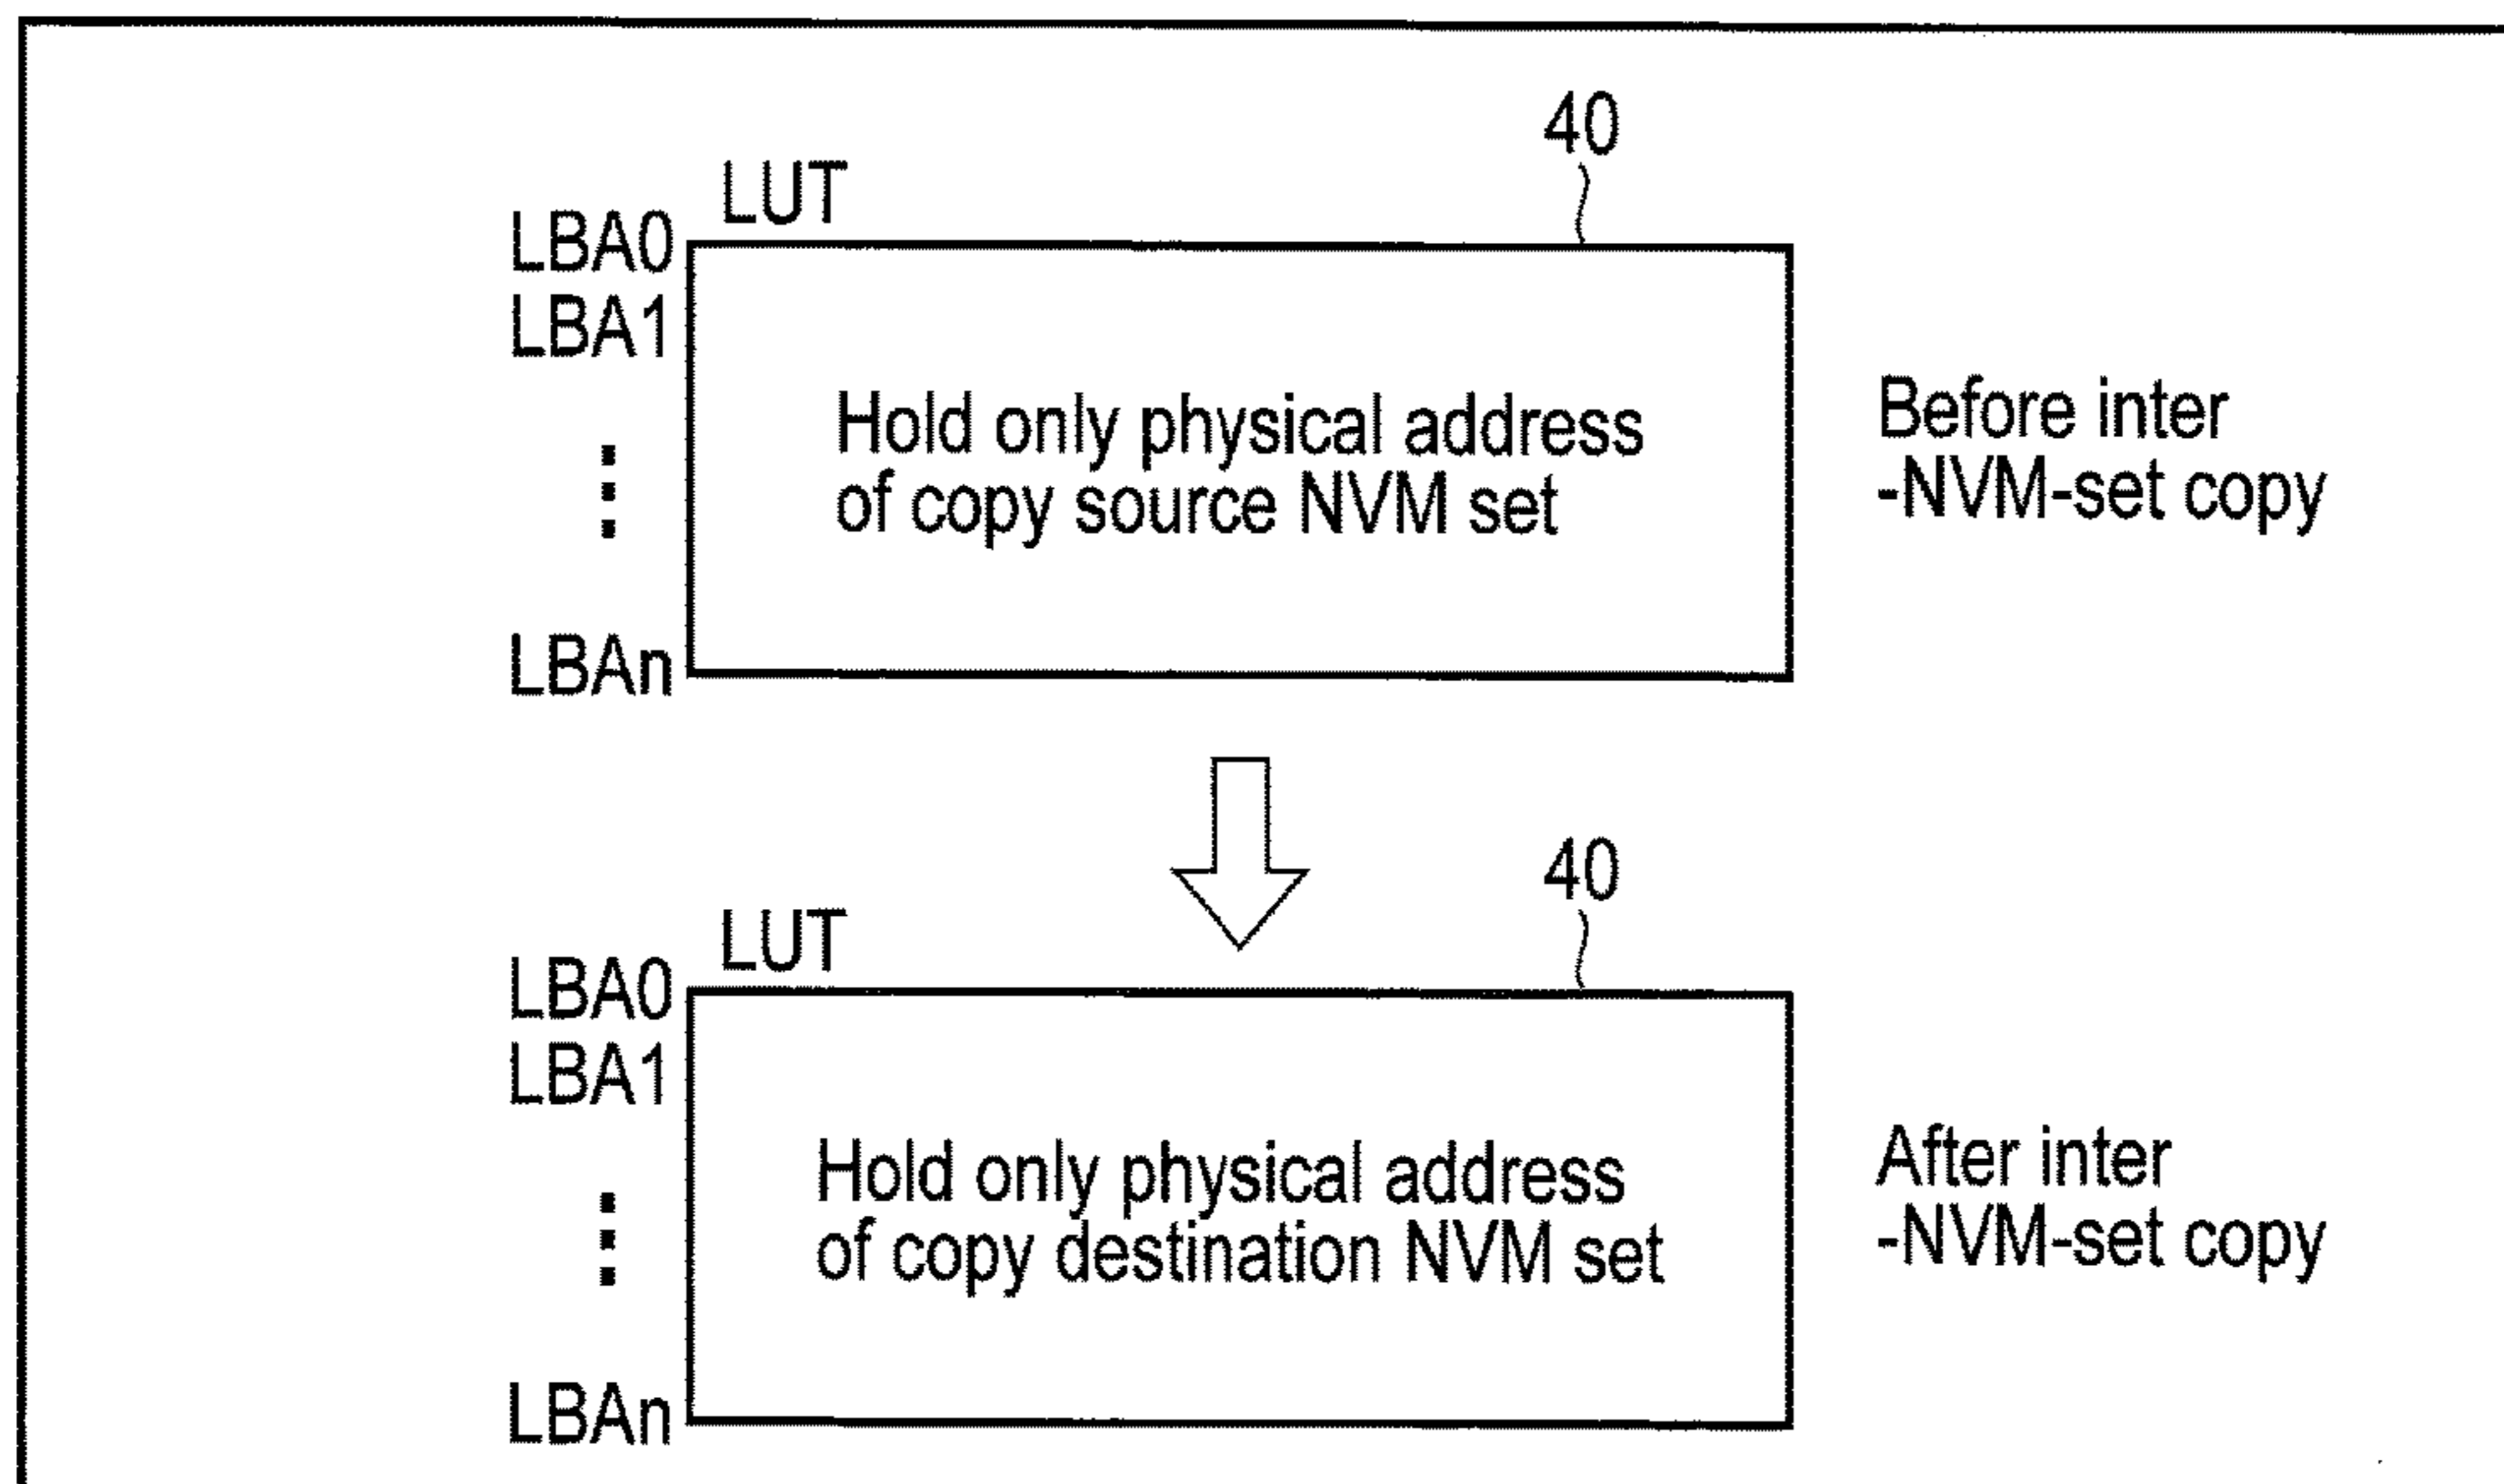 40
LUT
LBA0
LBA1
Hold only physical address
of copy source NVM set
Before inter
-NVM-set copy
LBAn
40
LUT
LBA0
LBA1
Hold only physical address
of copy destination NVM set
After inter
-NVM-set copy
LBAn